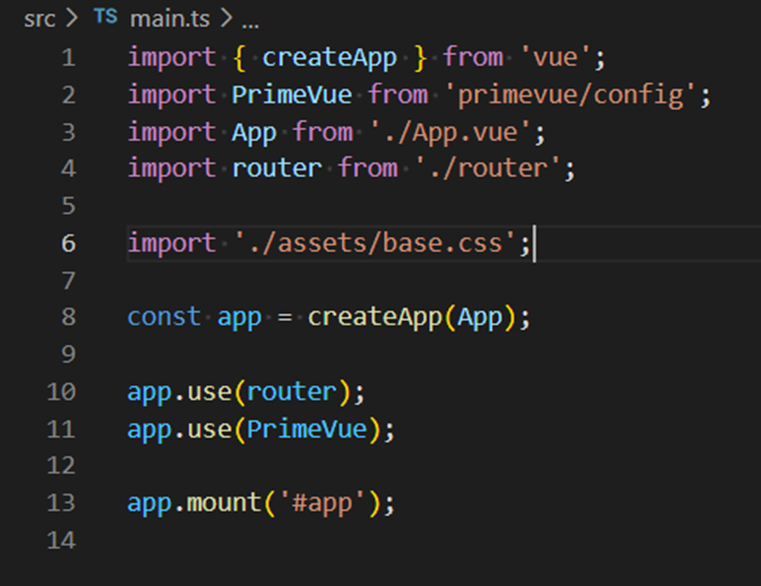 src > TS main.ts > ...
1 import { createApp } from 'vue';
2 import PrimeVue from 'primevue/config';
3 import App from './App.vue';
4 import router from './router';
5
6 import './assets/base.css';
7
8 const app = createApp(App);
9
10 app.use(router);
11 app.use(PrimeVue);
12
13 app.mount('#app');
14